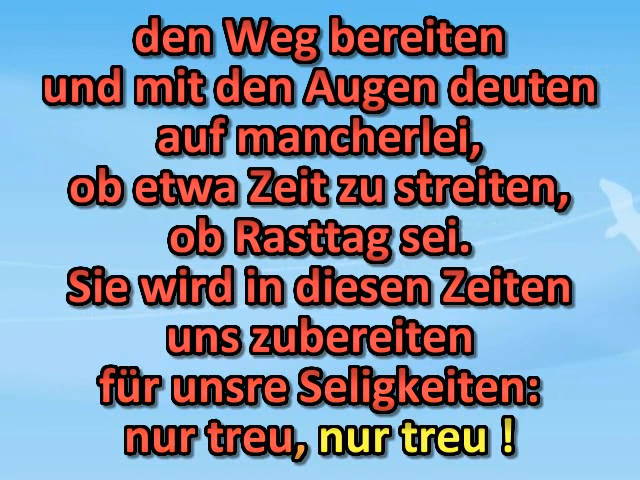 den Weg bereiten
und mit den Augen deuten
auf mancherlei,
ob etwa Zeit zu streiten,
ob Rasttag sei.
Sie wird in diesen Zeiten
uns zubereiten
für unsre Seligkeiten:
nur treu, nur treu !